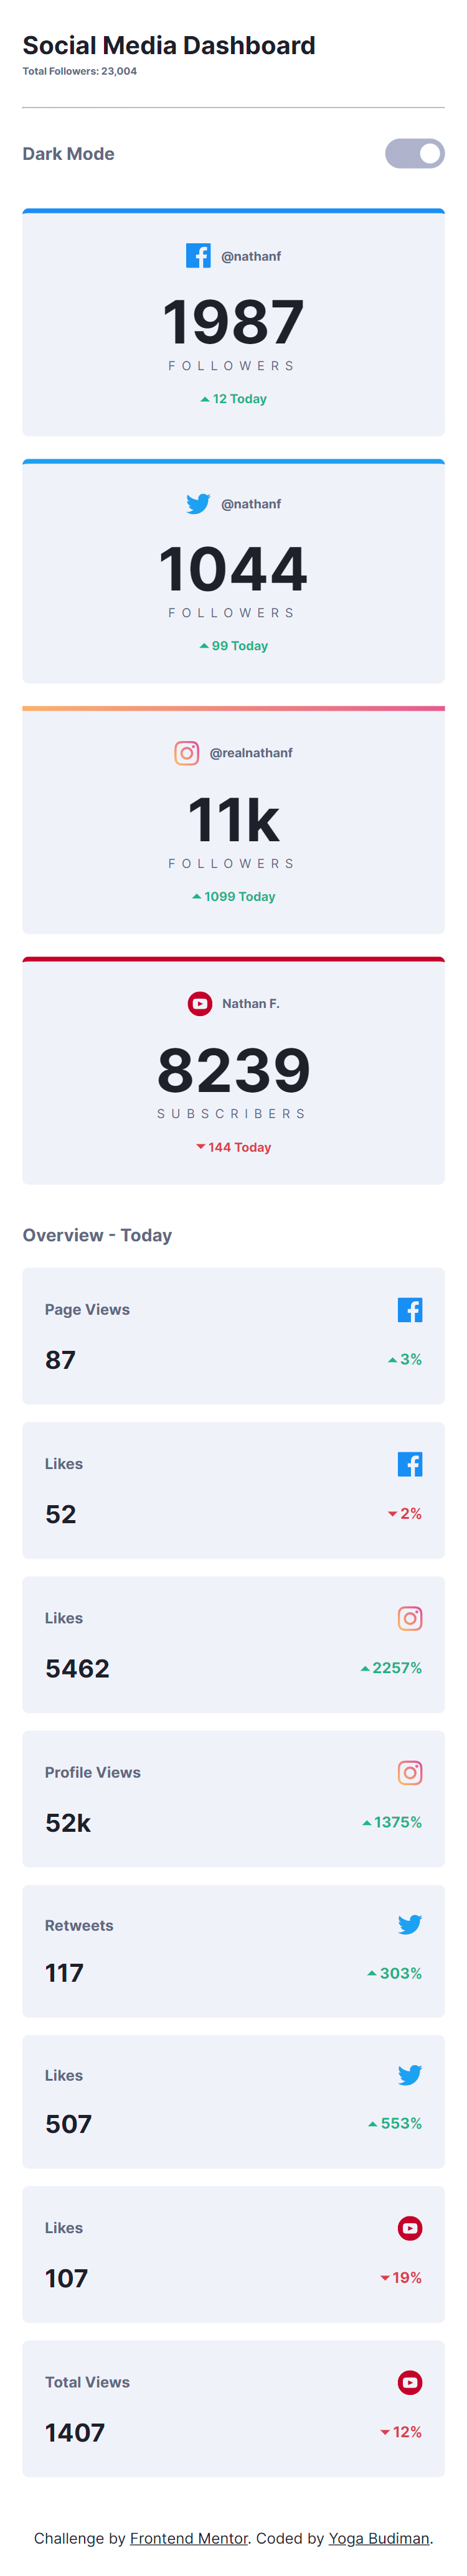 Social Media Dashboard
Total Followers: 23,004
Dark Mode
@nathanf
1987
FOLLOWERS
12 Today
@nathanf
1044
FOLLOWERS
99 Today
@realnathanf
11k
FOLLOWERS
1099 Today
Nathan F.
8239
SUBSCRIBERS
144 Today
Overview - Today
Page Views
87 3%
Likes
52 2%
Likes
5462 2257%
Profile Views
52k 1375%
Retweets
117 303%
Likes
507 553%
Likes
107 19%
Total Views
1407 12%
Challenge by Frontend Mentor. Coded by Yoga Budiman.